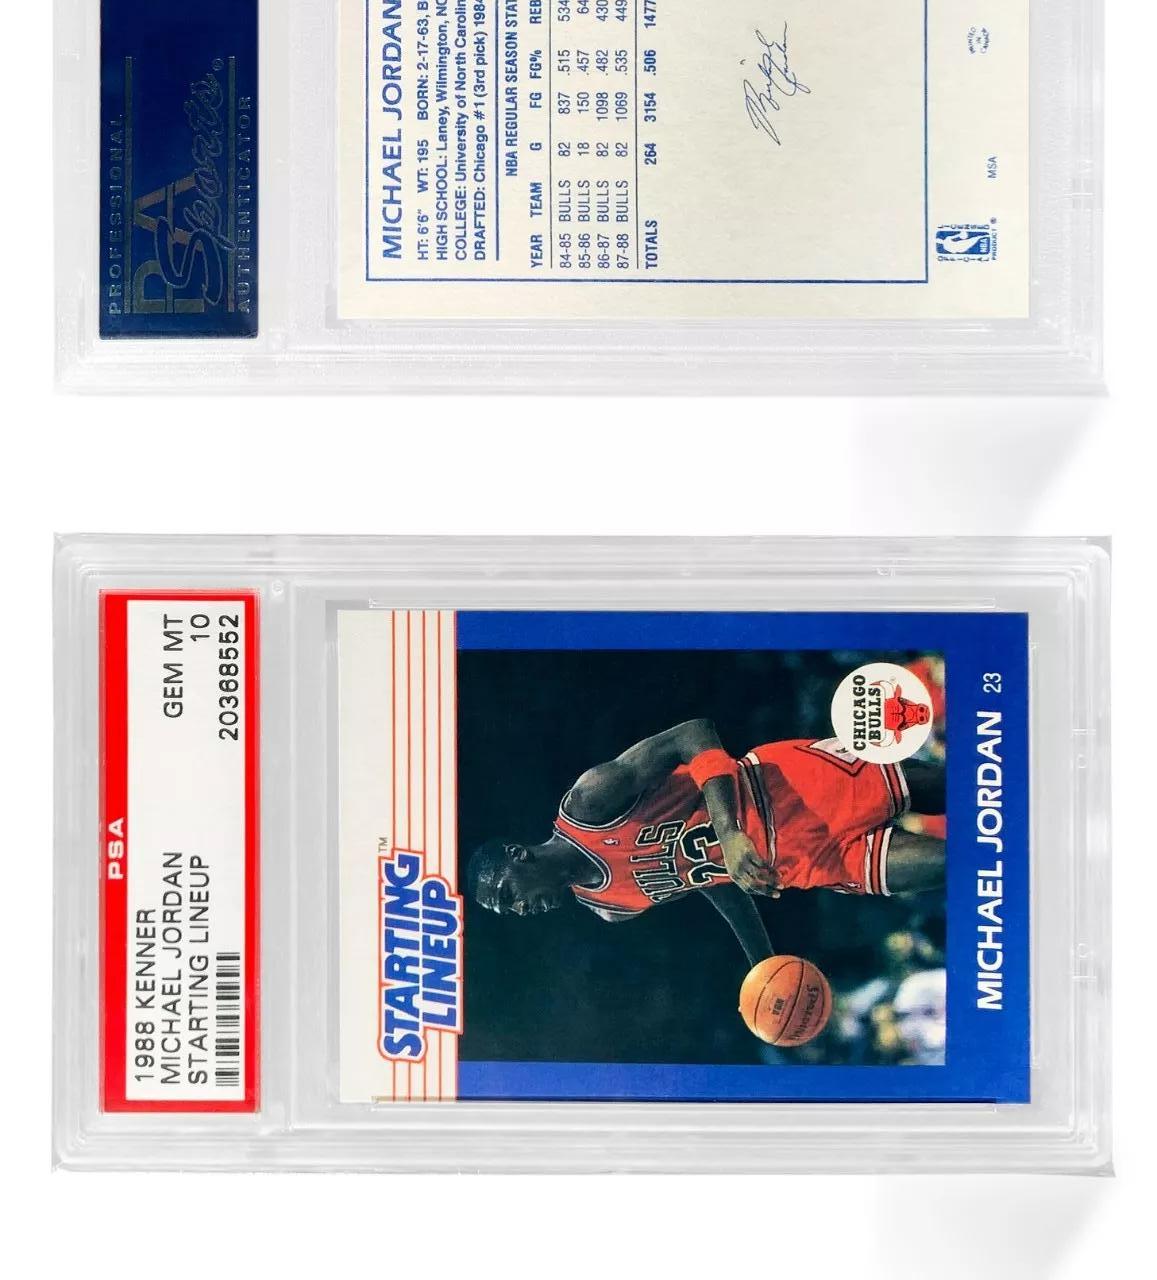 PROFESSIONAL
PSA
Sports
AUTHENTICATOR
MICHAEL JORDAN
HT: 6'6" WT: 195 BORN: 2-17-63, B
HIGH SCHOOL: Laney, Wilmington, NC
COLLEGE: University of North Carolin
DRAFTED: Chicago #1 (3rd pick) 1984
NBA REGULAR SEASON STAT
YEAR TEAM G FG FG% REB
84-85 BULLS 82 837 .515 534
85-86 BULLS 18 150 .457 64
86-87 BULLS 82 1098 .482 430
87-88 BULLS 82 1069 .535 449
TOTALS 264 3154 .506 1477
MSA
NBA
PRODUCT ®
PSA
1988 KENNER GEM MT
MICHAEL JORDAN 10
STARTING LINEUP 20368552
STARTING
LINEUP™
BULLS
23
CHICAGO
BULLS
MICHAEL JORDAN 23